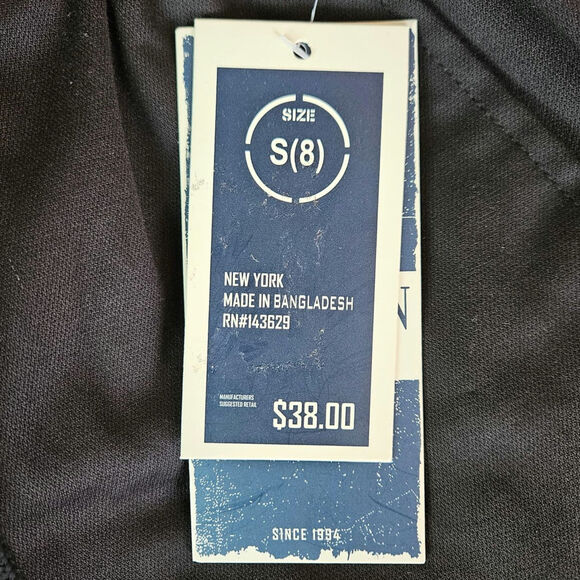 SIZE
S(8)
NEW YORK
MADE IN BANGLADESH
RN#143629
MANUFACTURERS
SUGGESTED RETAIL
$38.00
N
SINCE 1994